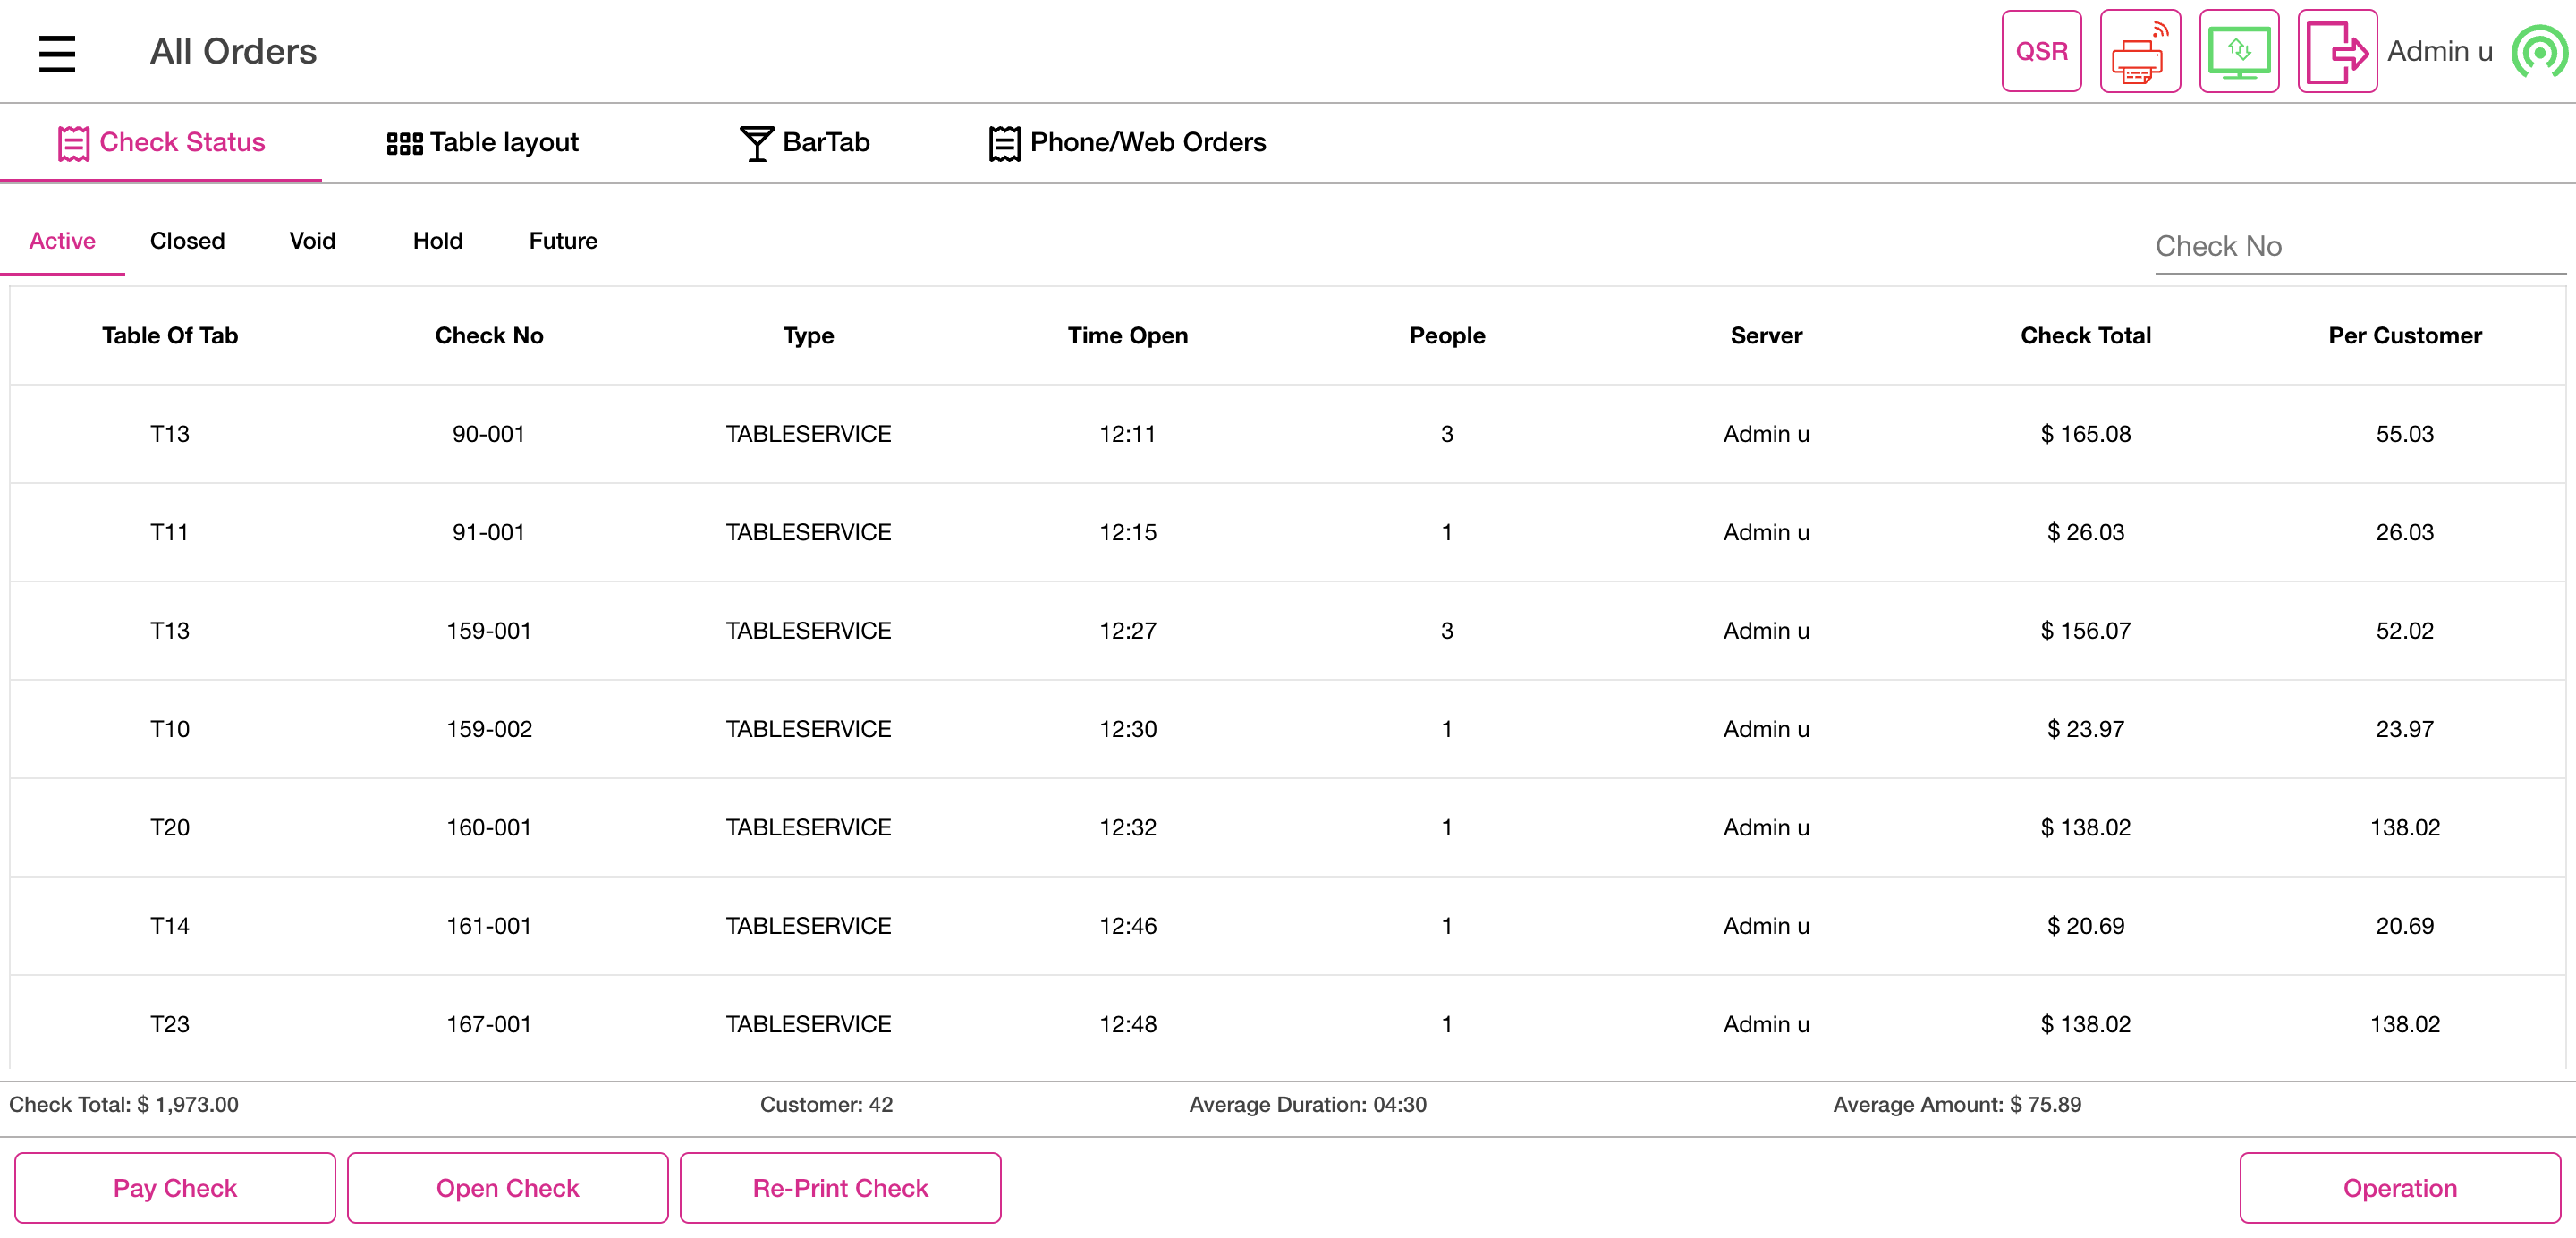 All Orders
QSR
Admin u
Check Status
Table layout
BarTab
Phone/Web Orders
Active
Closed
Void
Hold
Future
Check No
Table Of Tab Check No Type Time Open People Server Check Total Per Customer
T13 90-001 TABLESERVICE 12:11 3 Admin u $ 165.08 55.03
T11 91-001 TABLESERVICE 12:15 1 Admin u $ 26.03 26.03
T13 159-001 TABLESERVICE 12:27 3 Admin u $ 156.07 52.02
T10 159-002 TABLESERVICE 12:30 1 Admin u $ 23.97 23.97
T20 160-001 TABLESERVICE 12:32 1 Admin u $ 138.02 138.02
T14 161-001 TABLESERVICE 12:46 1 Admin u $ 20.69 20.69
T23 167-001 TABLESERVICE 12:48 1 Admin u $ 138.02 138.02
Check Total: $ 1,973.00 Customer: 42 Average Duration: 04:30 Average Amount: $ 75.89
Pay Check
Open Check
Re-Print Check
Operation